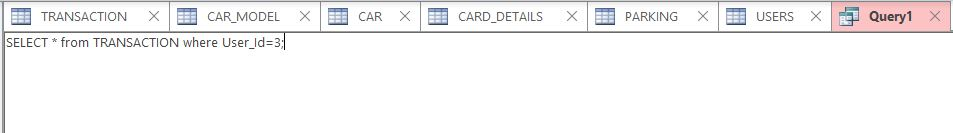 TRANSACTION CAR_MODEL CAR CARD_DETAILS PARKING USERS Query1
SELECT * from TRANSACTION where User_Id=3;